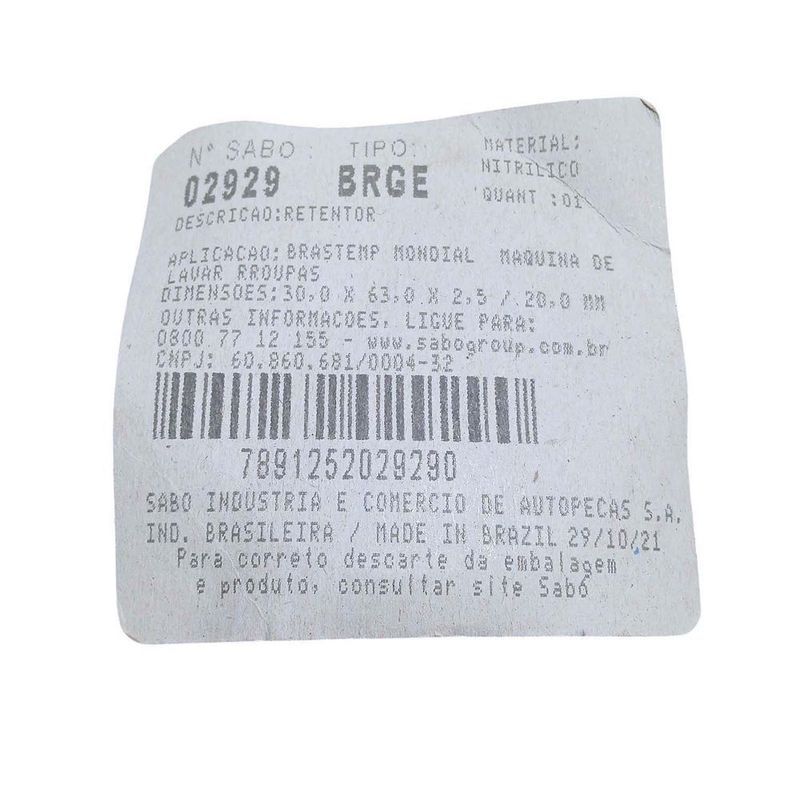 Nº SABO : TIPO: MATERIAL:
02929 BRGE NITRILICO
QUANT :01
DESCRICAO:RETENTOR
APLICACAO: BRASTEMP MONDIAL MAQUINA DE
LAVAR RROUPAS
DIMENSOES:30,0 X 63,0 X 2,5 / 20,0 MM
OUTRAS INFORMACOES, LIGUE PARA:
0800 77 12 155 - www.sabogroup.com.br
CNPJ: 60.860.681/0004-32
7891252029290
SABO INDUSTRIA E COMERCIO DE AUTOPECAS S.A.
IND. BRASILEIRA / MADE IN BRAZIL 29/10/21
Para correto descarte da embalagem
e produto, consultar site Sabó